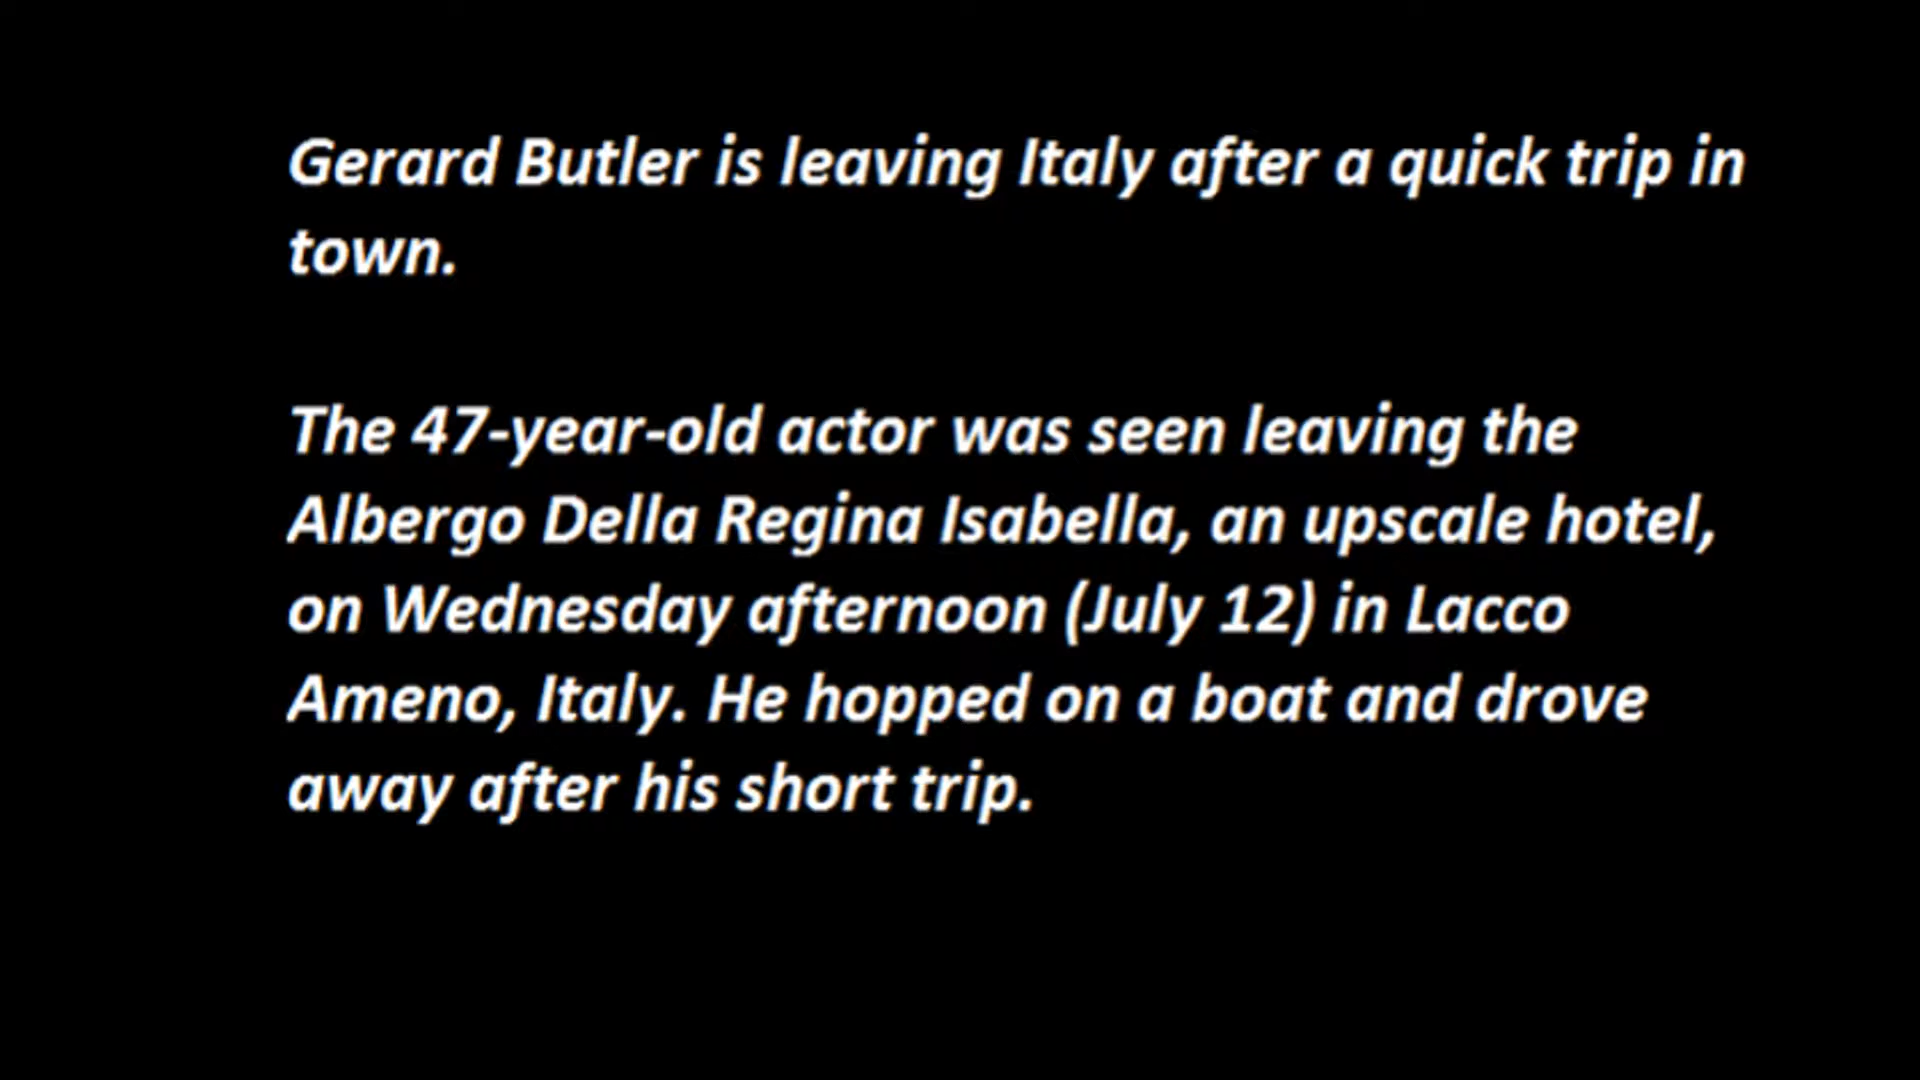 Gerard Butler is leaving Italy after a quick trip in
town.
The 47-year-old actor was seen leaving the
Albergo Della Regina Isabella, an upscale hotel,
on Wednesday afternoon (July 12) in Lacco
Ameno, Italy. He hopped on a boat and drove
away after his short trip.